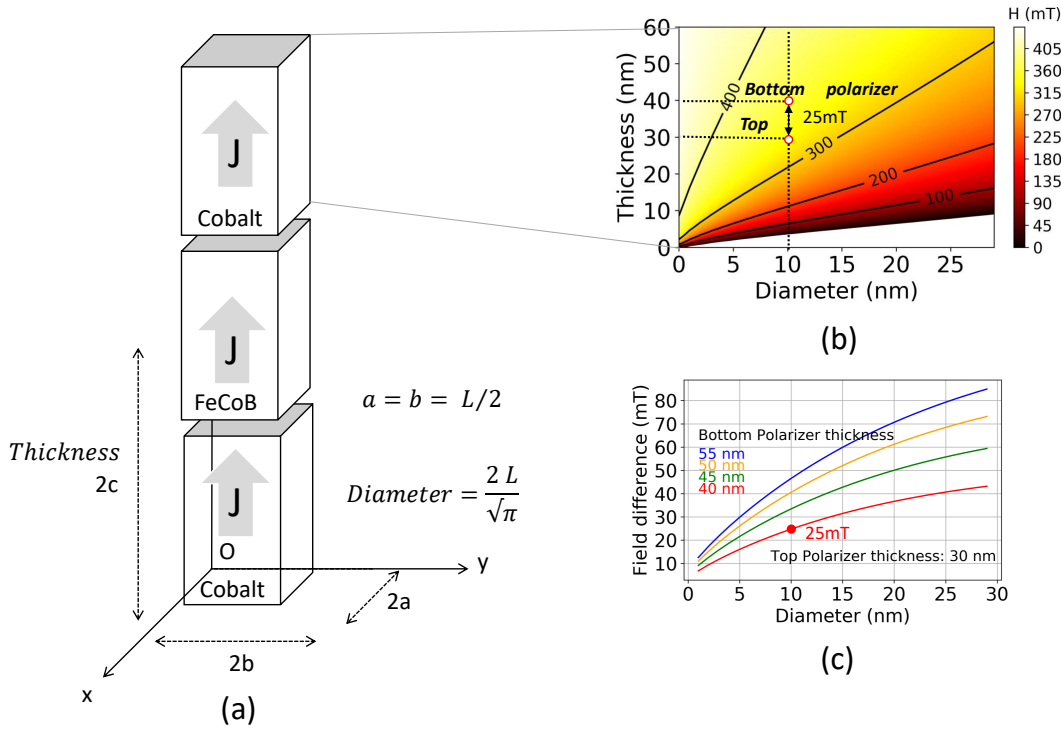 J
Cobalt
J
FeCoB
J
O
Cobalt
Thickness
2c
a = b = L/2
Diameter = 2 L / √π
y
2a
2b
x
(a)
H (mT)
405
360
315
270
225
180
135
90
45
0
Thickness (nm)
60
50
40
30
20
10
0
400
Bottom polarizer
Top
25mT
300
200
100
0 5 10 15 20 25
Diameter (nm)
(b)
Field difference (mT)
80
70
60
50
40
30
20
10
Bottom Polarizer thickness
55 nm
50 nm
45 nm
40 nm
25mT
Top Polarizer thickness: 30 nm
0 5 10 15 20 25 30
Diameter (nm)
(c)